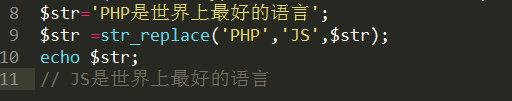 8 $str='PHP是世界上最好的语言';
9 $str =str_replace('PHP','JS',$str);
10 echo $str;
11 // JS是世界上最好的语言